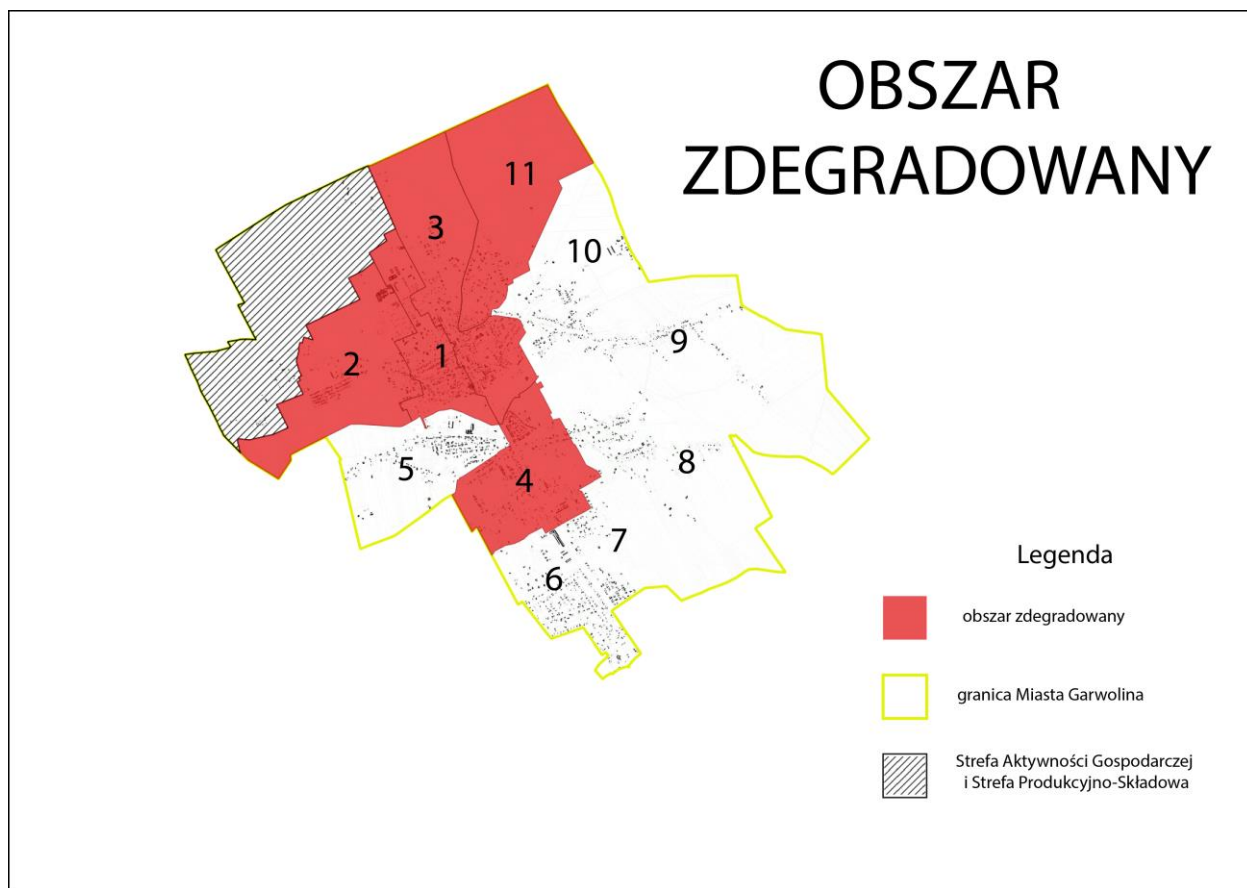 OBSZAR
ZDEGRADOWANY
11
3
10
9
2
1
5
8
4
7
6
Legenda
obszar zdegradowany
granica Miasta Garwolina
Strefa Aktywności Gospodarczej
i Strefa Produkcyjno-Składowa